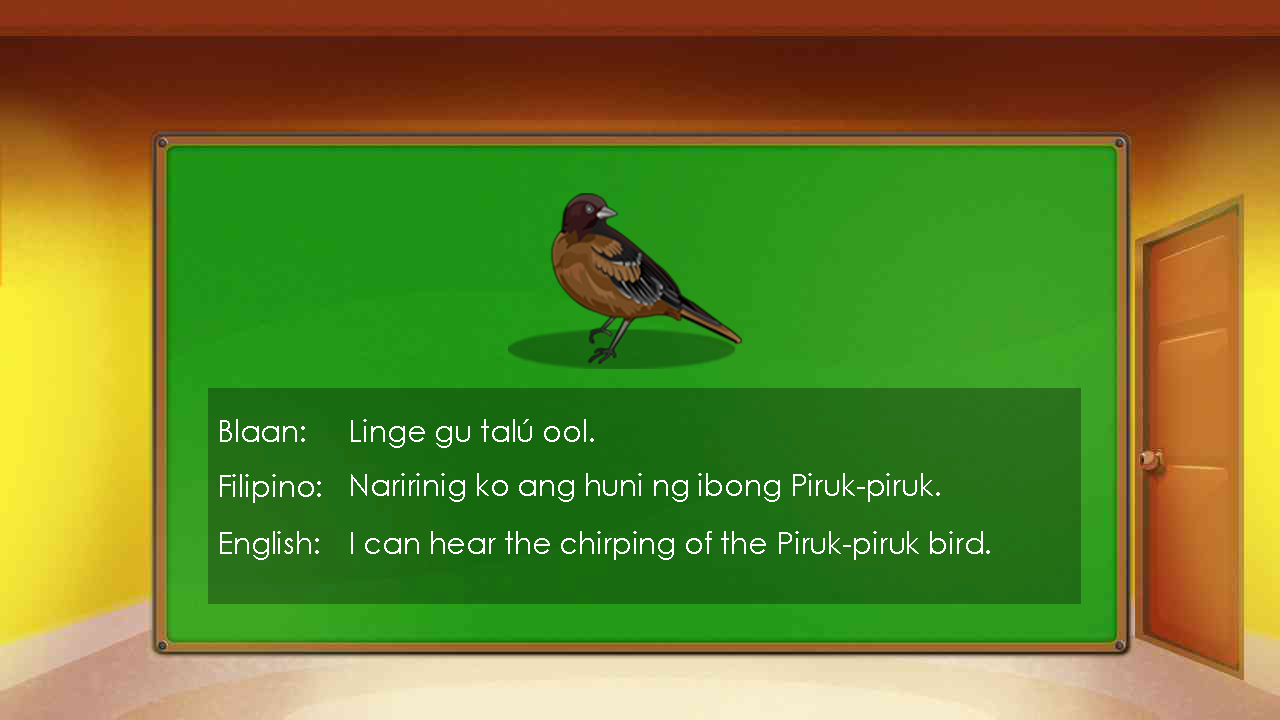 Blaan: Linge gu talú ool.
Filipino: Naririnig ko ang huni ng ibong Piruk-piruk.
English: I can hear the chirping of the Piruk-piruk bird.